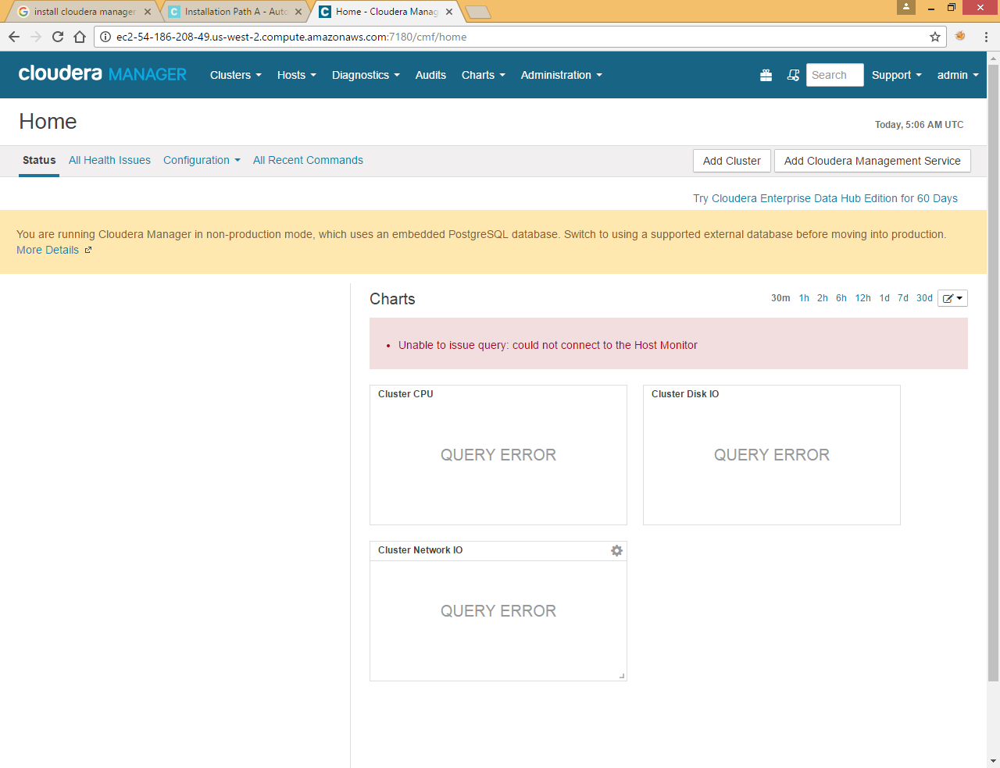 install cloudera manager
Installation Path A - Auto
Home - Cloudera Manag
ec2-54-186-208-49.us-west-2.compute.amazonaws.com:7180/cmf/home
cloudera MANAGER
Clusters
Hosts
Diagnostics
Audits
Charts
Administration
Search
Support
admin
Home
Today, 5:06 AM UTC
Status
All Health Issues
Configuration
All Recent Commands
Add Cluster
Add Cloudera Management Service
Try Cloudera Enterprise Data Hub Edition for 60 Days
You are running Cloudera Manager in non-production mode, which uses an embedded PostgreSQL database. Switch to using a supported external database before moving into production.
More Details
Charts
30m 1h 2h 6h 12h 1d 7d 30d
Unable to issue query: could not connect to the Host Monitor
Cluster CPU
QUERY ERROR
Cluster Disk IO
QUERY ERROR
Cluster Network IO
QUERY ERROR